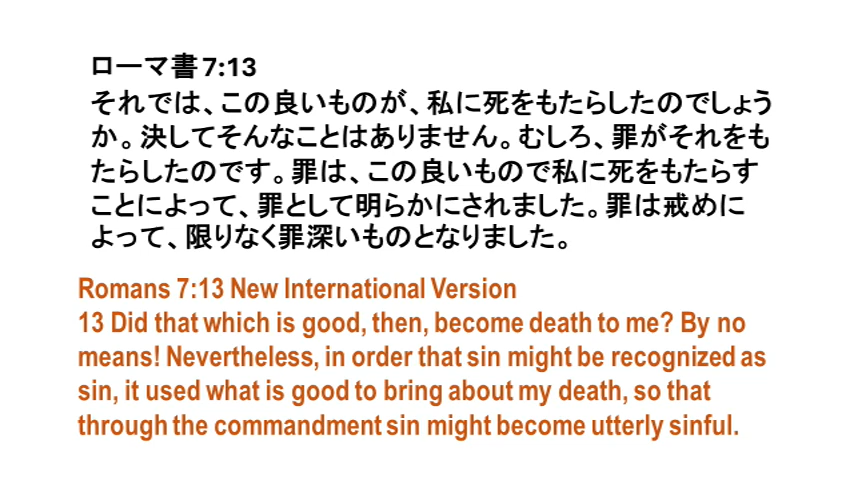 ローマ書 7:13
それでは、この良いものが、私に死をもたらしたのでしょう
か。決してそんなことはありません。むしろ、罪がそれをも
たらしたのです。罪は、この良いもので私に死をもたらす
ことによって、罪として明らかにされました。罪は戒めに
よって、限りなく罪深いものとなりました。
Romans 7:13 New International Version
13 Did that which is good, then, become death to me? By no
means! Nevertheless, in order that sin might be recognized as
sin, it used what is good to bring about my death, so that
through the commandment sin might become utterly sinful.